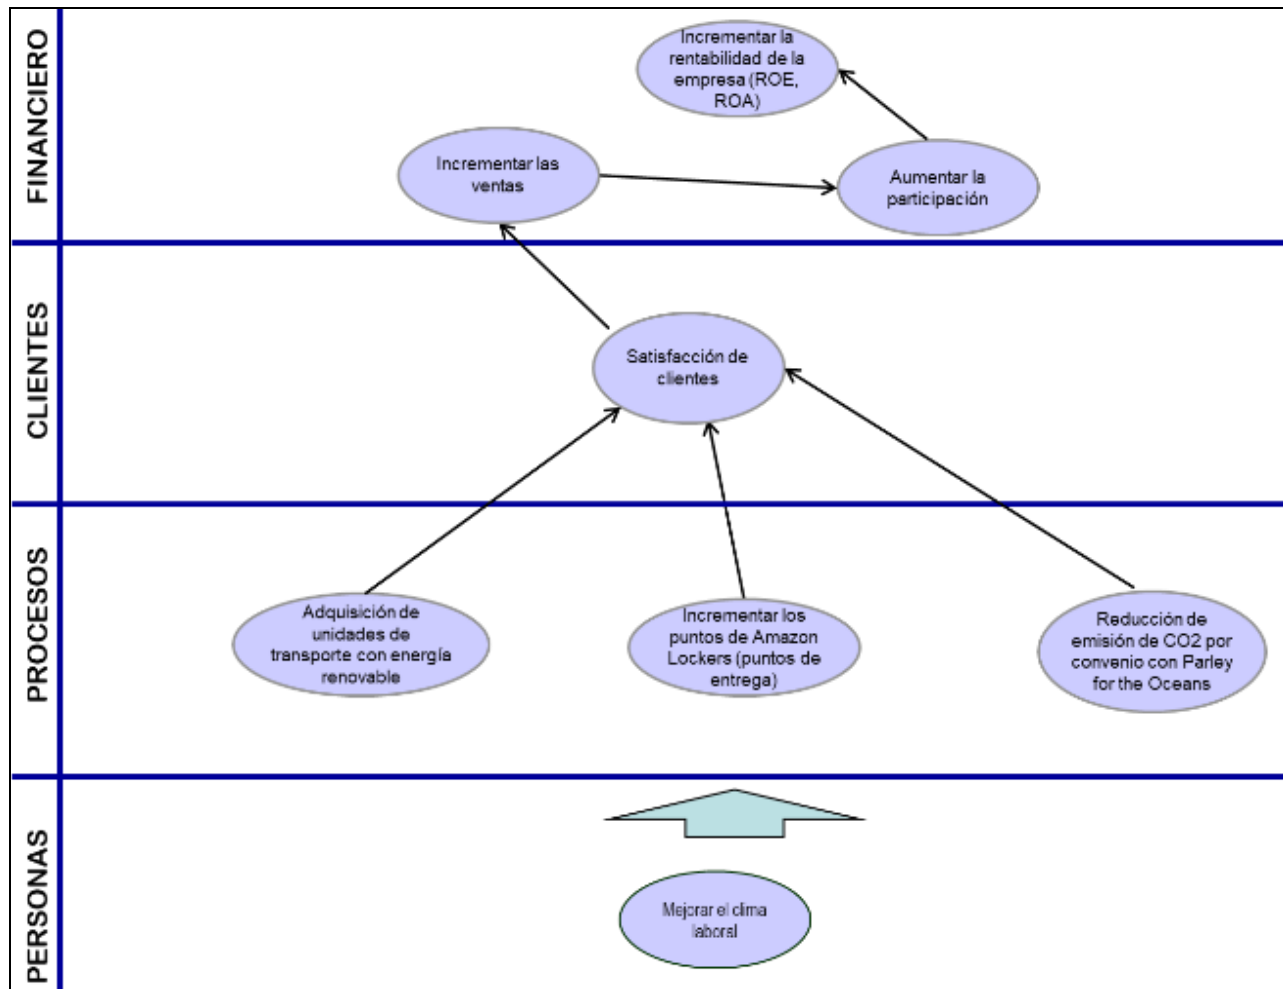 FINANCIERO
Incrementar la
rentabilidad de la
empresa (ROE,
ROA)
Incrementar las
ventas
Aumentar la
participación
CLIENTES
Satisfacción de
clientes
PROCESOS
Adquisición de
unidades de
transporte con energía
renovable
Incrementar los
puntos de Amazon
Lockers (puntos de
entrega)
Reducción de
emisión de CO2 por
convenio con Parley
for the Oceans
PERSONAS
Mejorar el clima
laboral